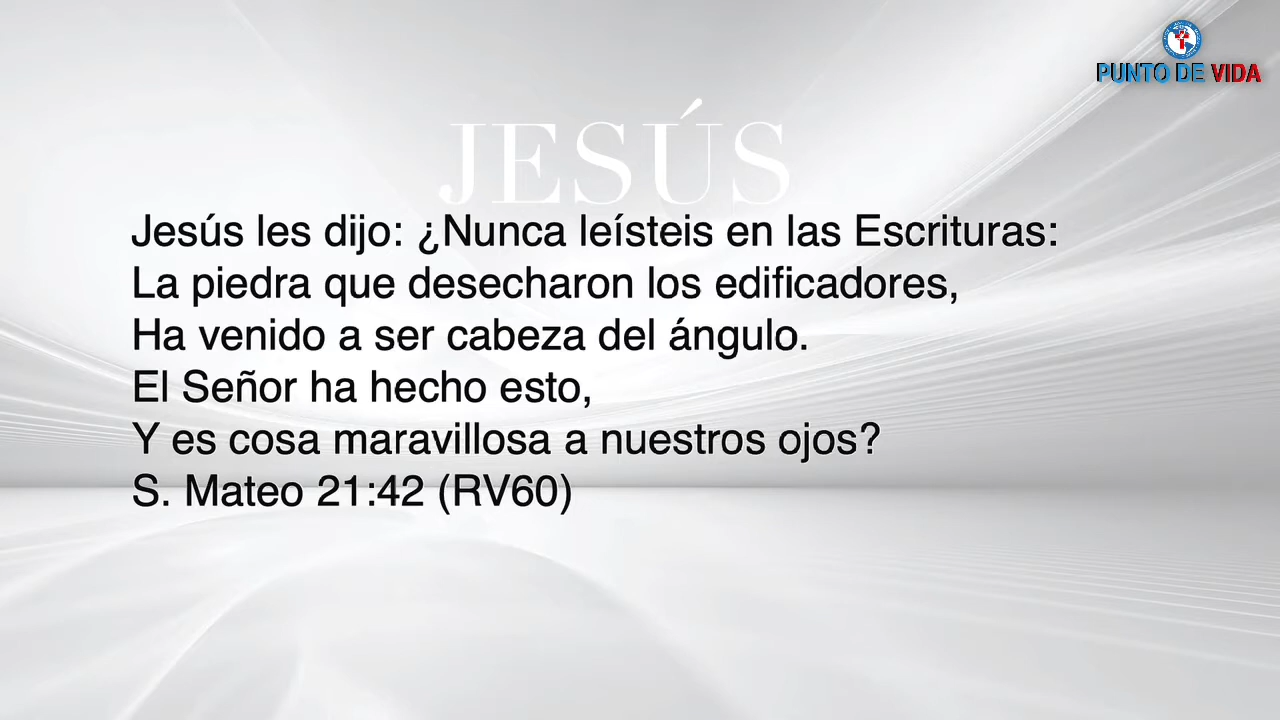 PUNTO DE VIDA
JESÚS
Jesús les dijo: ¿Nunca leísteis en las Escrituras:
La piedra que desecharon los edificadores,
Ha venido a ser cabeza del ángulo.
El Señor ha hecho esto,
Y es cosa maravillosa a nuestros ojos?
S. Mateo 21:42 (RV60)